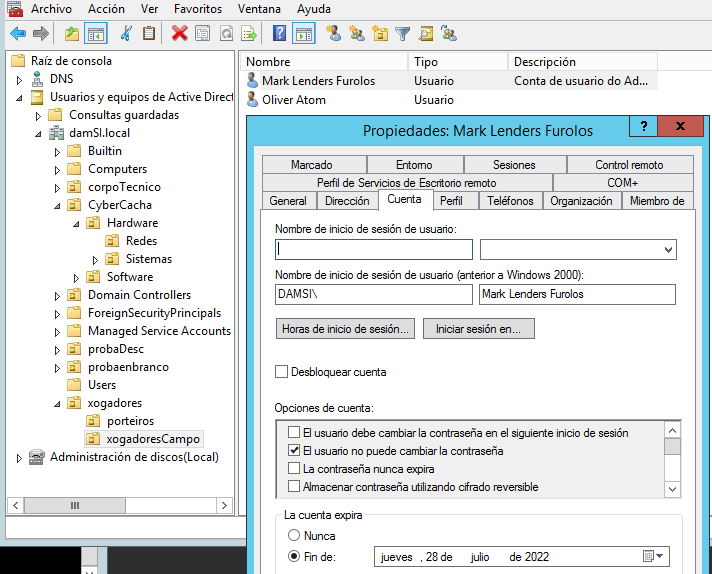 Archivo Acción Ver Favoritos Ventana Ayuda
Raíz de consola
DNS
Usuarios y equipos de Active Direct
Consultas guardadas
damSI.local
Builtin
Computers
corpoTecnico
CyberCacha
Hardware
Redes
Sistemas
Software
Domain Controllers
ForeignSecurityPrincipals
Managed Service Accounts
probaDesc
probaenbranco
Users
xogadores
porteiros
xogadoresCampo
Administración de discos(Local)
Nombre Tipo Descripción
Mark Lenders Furolos Usuario Conta de usuario do Ad...
Oliver Atom Usuario
Propiedades: Mark Lenders Furolos ? x
Marcado Entorno Sesiones Control remoto
Perfil de Servicios de Escritorio remoto COM+
General Dirección Cuenta Perfil Teléfonos Organización Miembro de
Nombre de inicio de sesión de usuario:
Nombre de inicio de sesión de usuario (anterior a Windows 2000):
DAMSI\ Mark Lenders Furolos
Horas de inicio de sesión... Iniciar sesión en...
Desbloquear cuenta
Opciones de cuenta:
El usuario debe cambiar la contraseña en el siguiente inicio de sesión
El usuario no puede cambiar la contraseña
La contraseña nunca expira
Almacenar contraseña utilizando cifrado reversible
La cuenta expira
Nunca
Fin de: jueves , 28 de julio de 2022